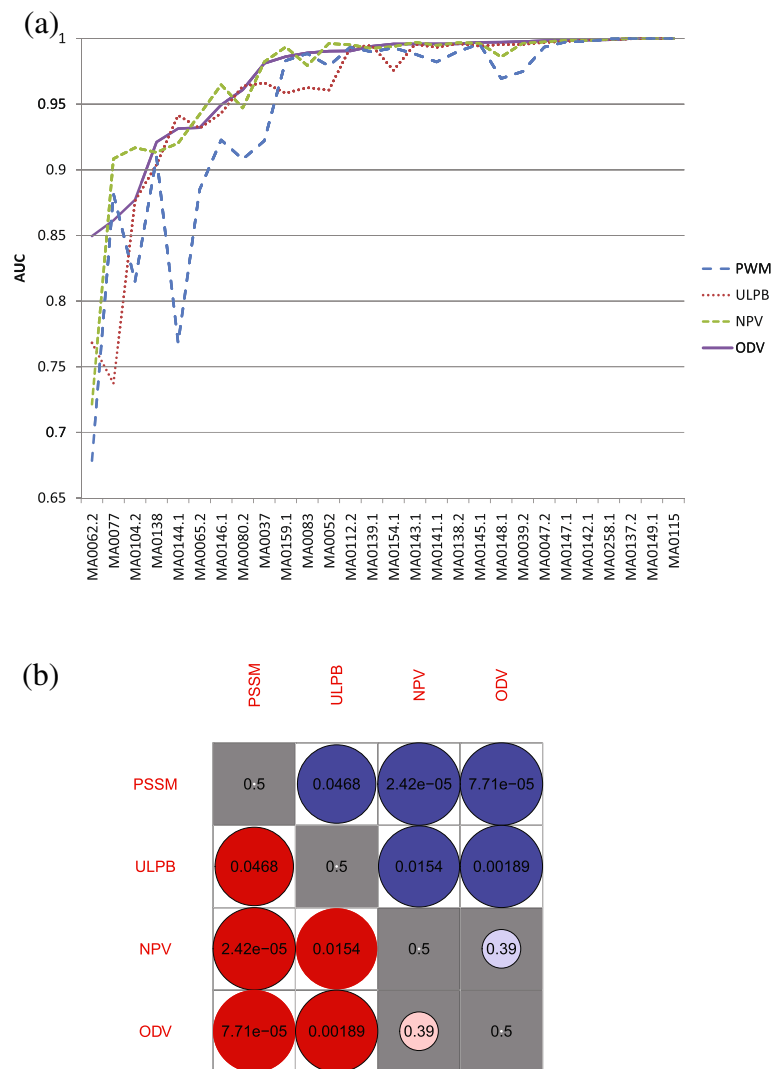 (a)
1
0.95
0.9
0.85
0.8
0.75
0.7
0.65
AUC
PWM
ULPB
NPV
ODV
MA0062.2
MA0077
MA0104.2
MA0138
MA0144.1
MA0065.2
MA0146.1
MA0080.2
MA0037
MA0159.1
MA0083
MA0052
MA0112.2
MA0139.1
MA0154.1
MA0143.1
MA0141.1
MA0138.2
MA0145.1
MA0148.1
MA0039.2
MA0047.2
MA0147.1
MA0142.1
MA0258.1
MA0137.2
MA0149.1
MA0115
(b)
PSSM ULPB NPV ODV
PSSM 0.5 0.0468 2.42e−05 7.71e−05
ULPB 0.0468 0.5 0.0154 0.00189
NPV 2.42e−05 0.0154 0.5 0.39
ODV 7.71e−05 0.00189 0.39 0.5